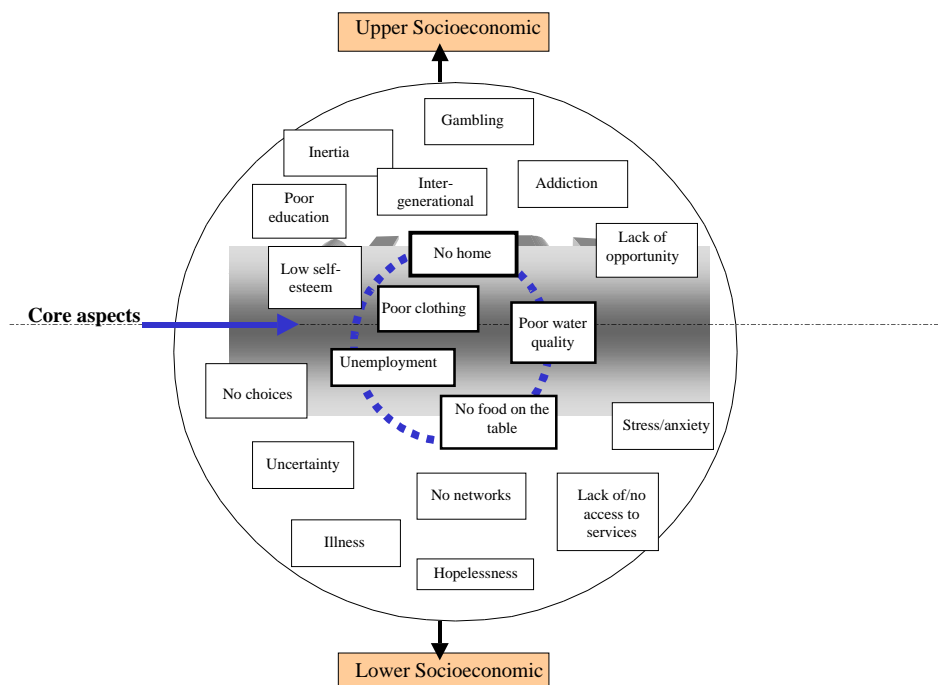 Upper Socioeconomic
Gambling
Inertia
Inter-
generational
Addiction
Poor
education
Lack of
opportunity
No home
Low self-
esteem
Poor clothing
Core aspects
Poor water
quality
Unemployment
No choices
No food on the
table
Stress/anxiety
Uncertainty
No networks
Lack of/no
access to
services
Illness
Hopelessness
Lower Socioeconomic